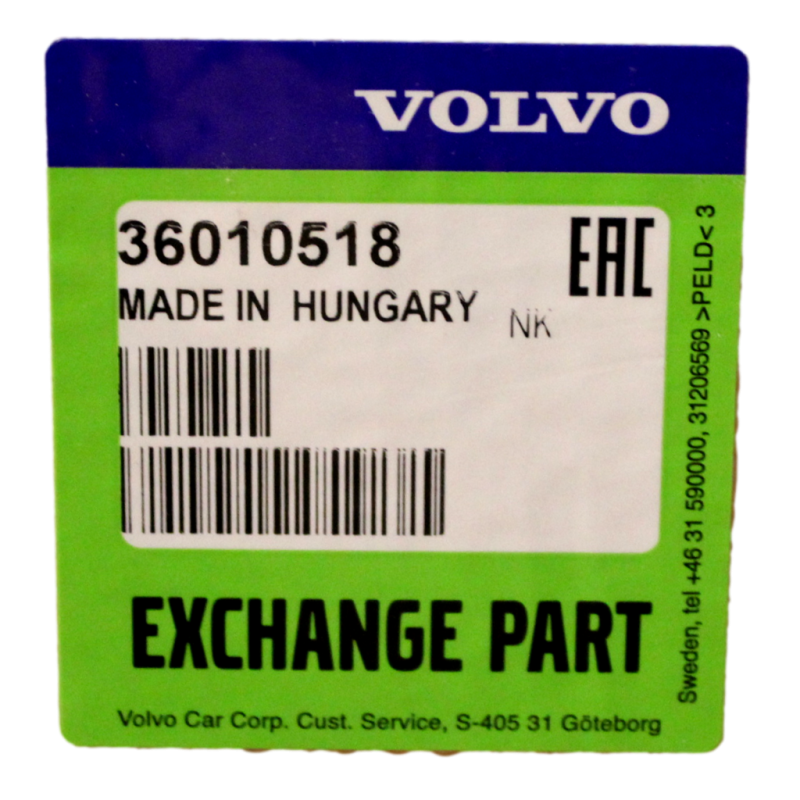 VOLVO
36010518
EAC
MADE IN HUNGARY
NK
EXCHANGE PART
Volvo Car Corp. Cust. Service, S-405 31 Göteborg
Sweden, tel +46 31 590000, 31206569 >PELD< 3